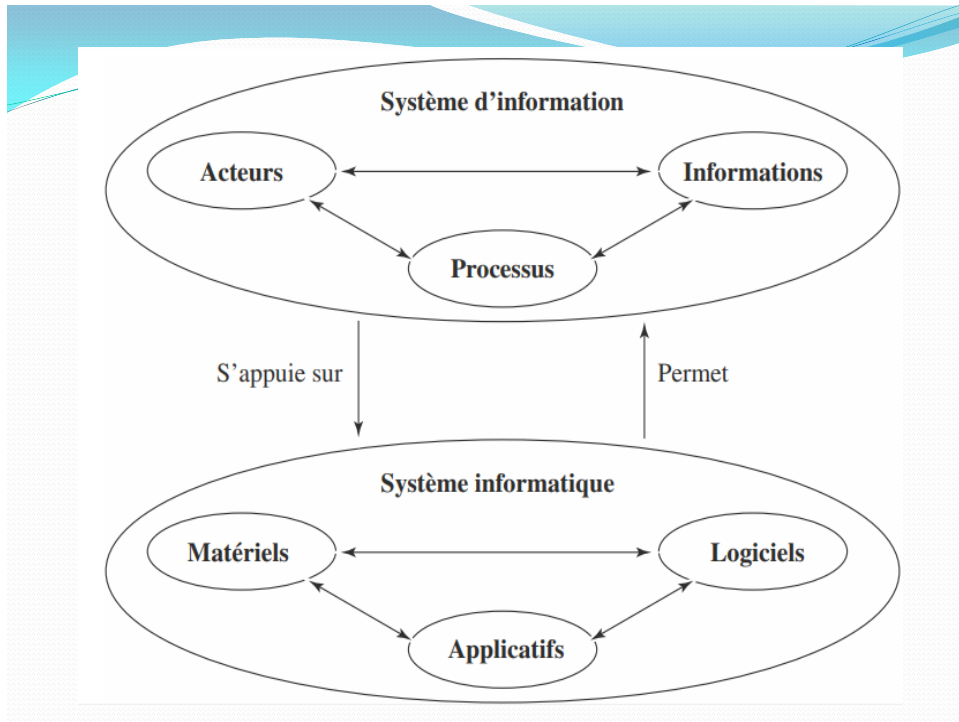 Système d’information
Acteurs
Informations
Processus
S’appuie sur
Permet
Système informatique
Matériels
Logiciels
Applicatifs